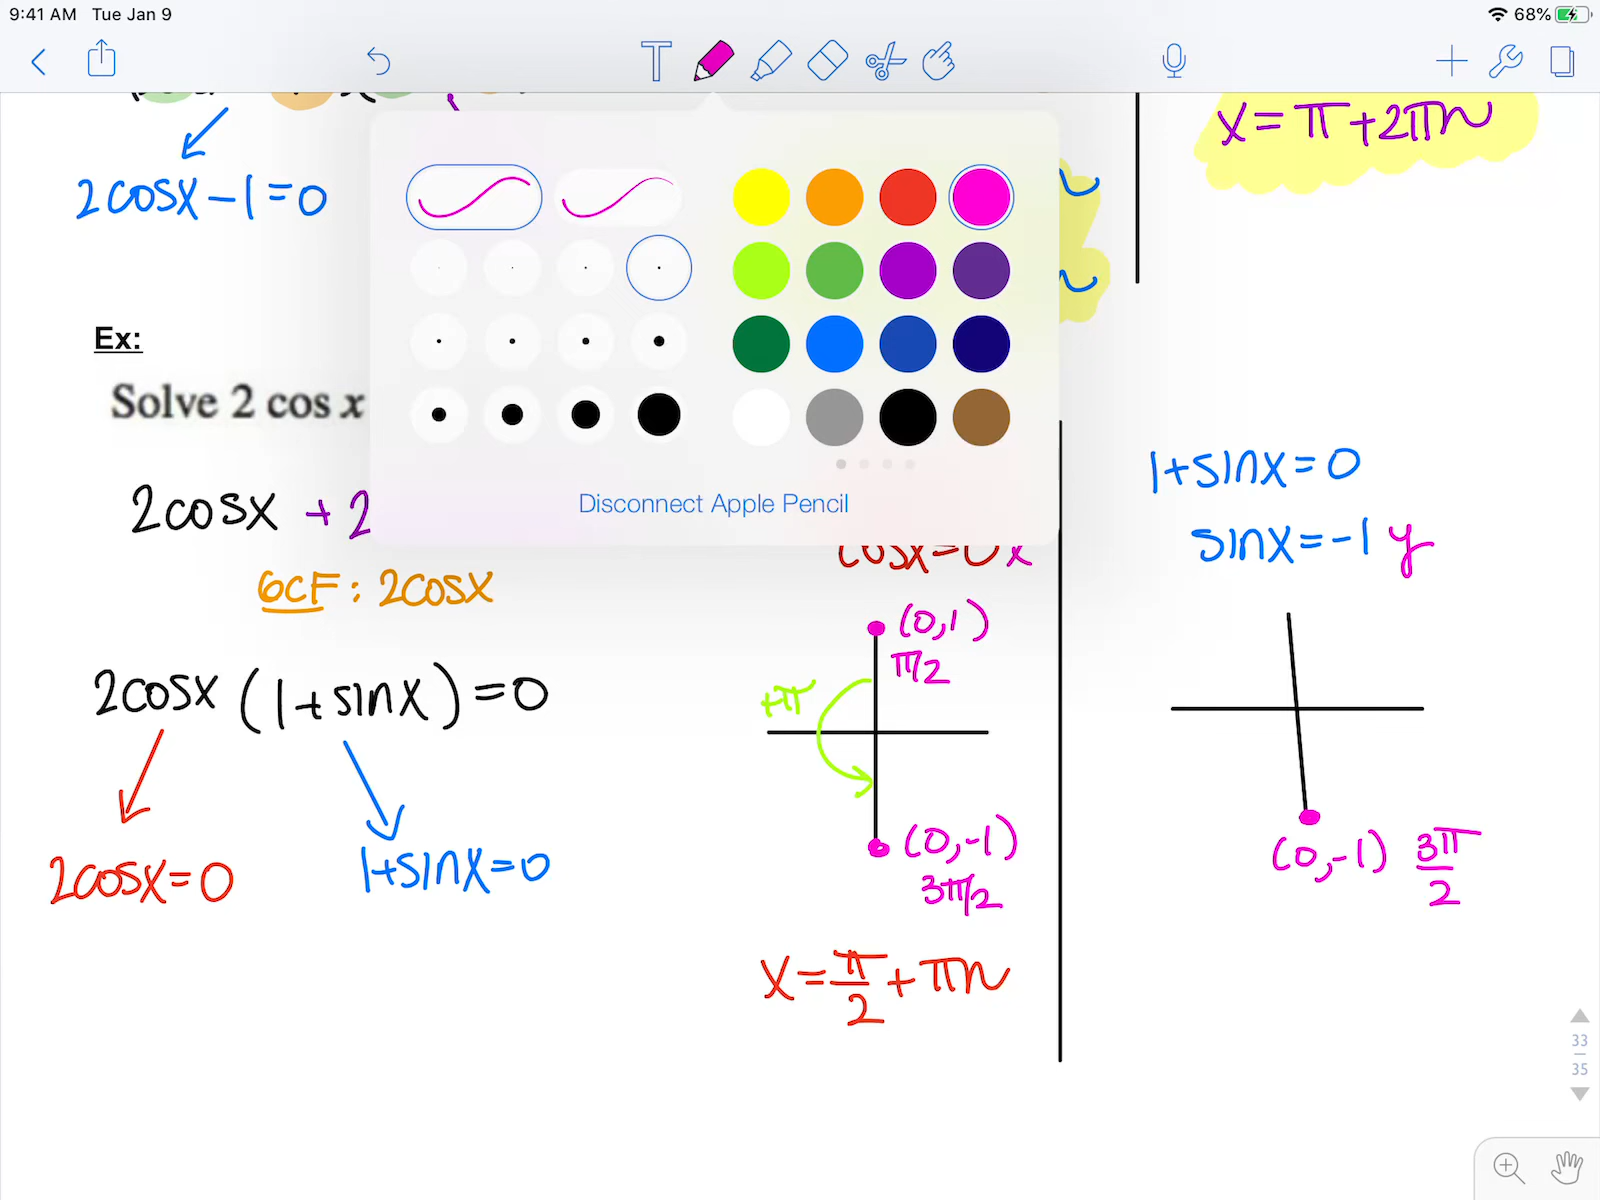 9:41 AM Tue Jan 9
68%
x = π + 2πn
2cosx - 1 = 0
Ex:
Solve 2 cos x
Disconnect Apple Pencil
2cosx + 2
GCF: 2cosx
2cosx (1 + sinx) = 0
2cosx = 0
1 + sinx = 0
cosx = 0 x
(0,1)
π/2
+π
(0,-1)
3π/2
x = π/2 + πn
1 + sinx = 0
sinx = -1 y
(0,-1) 3π/2
33
35